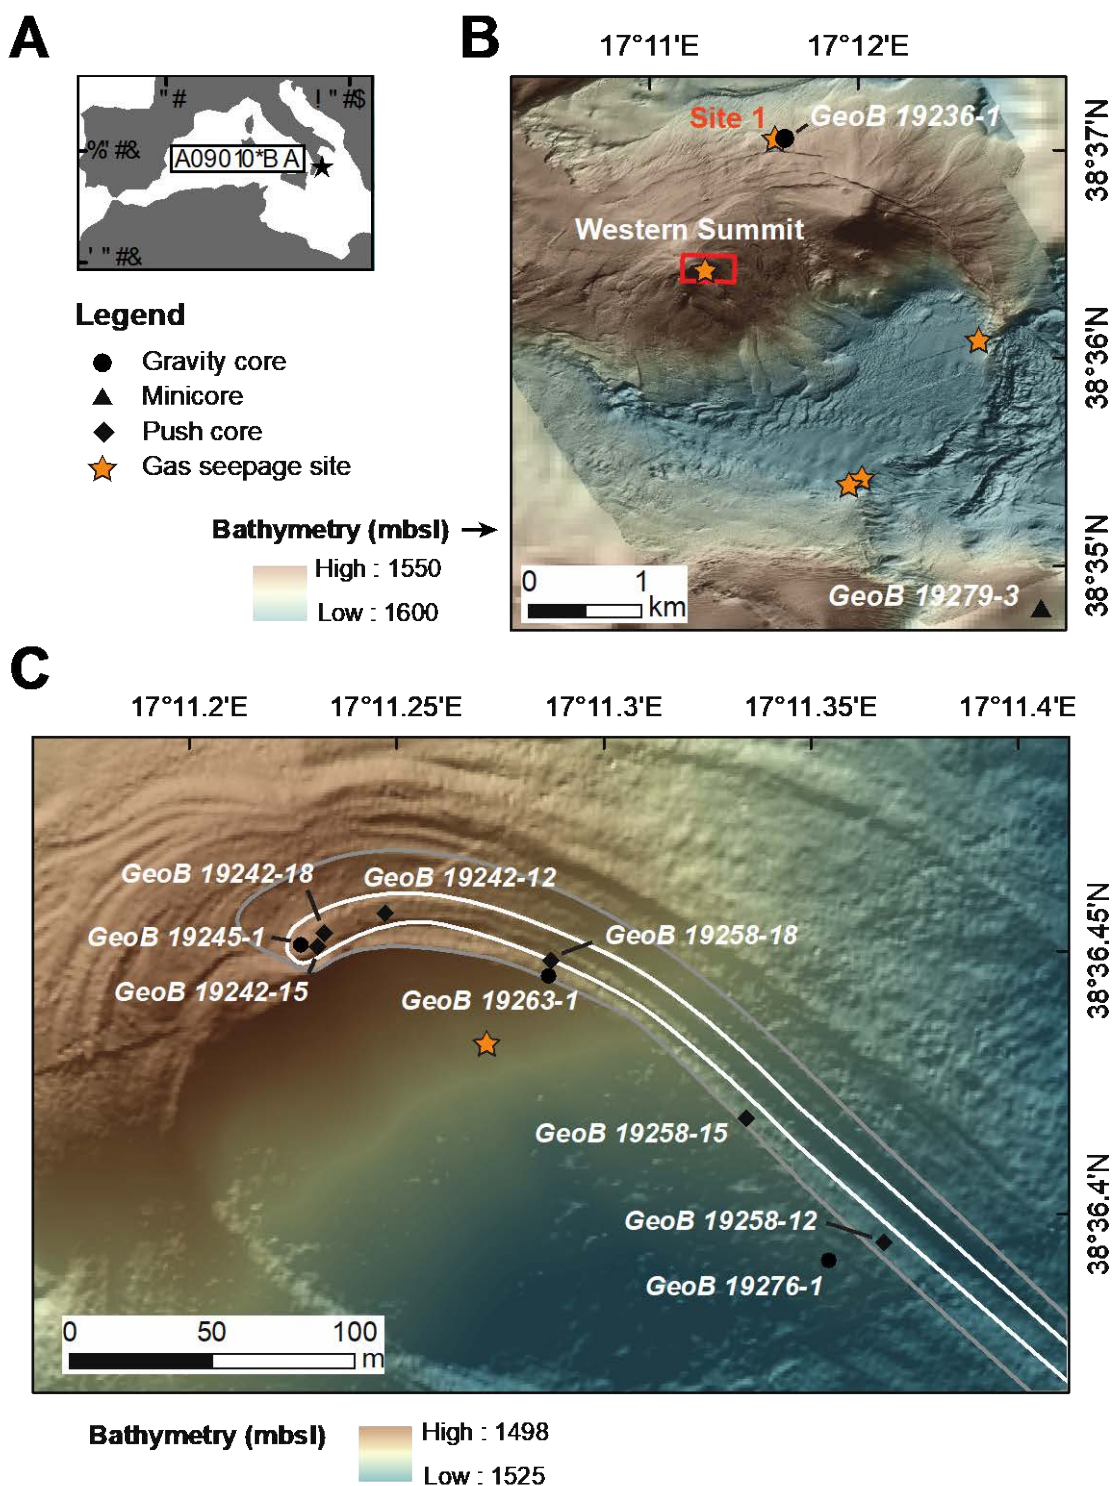 A
B
17°11'E
17°12'E
" #
! " #$
%" #&
A09010*B A
' " #&
Site 1
GeoB 19236-1
38°37'N
Western Summit
38°36'N
Legend
Gravity core
Minicore
Push core
Gas seepage site
Bathymetry (mbsl)
High : 1550
Low : 1600
0
1
km
GeoB 19279-3
38°35'N
C
17°11.2'E
17°11.25'E
17°11.3'E
17°11.35'E
17°11.4'E
GeoB 19242-18
GeoB 19242-12
GeoB 19245-1
GeoB 19258-18
38°36.45'N
GeoB 19242-15
GeoB 19263-1
GeoB 19258-15
GeoB 19258-12
38°36.4'N
GeoB 19276-1
0
50
100
m
Bathymetry (mbsl)
High : 1498
Low : 1525